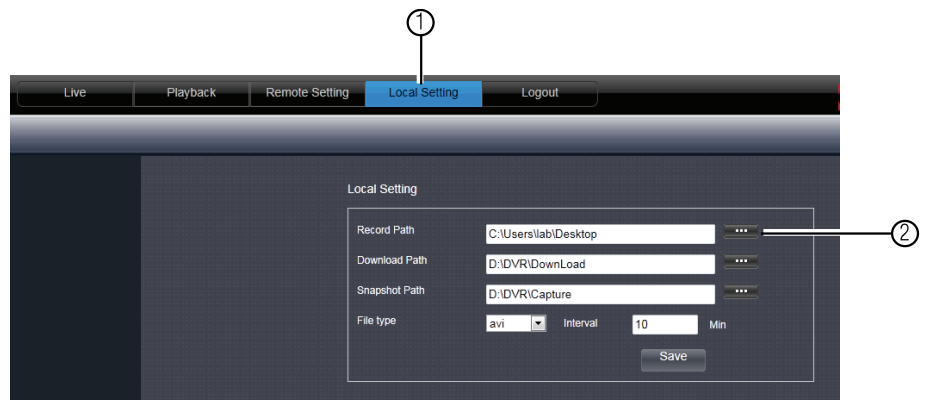 1
Live Playback Remote Setting Local Setting Logout
Local Setting
Record Path C:\Users\lab\Desktop ... 2
Download Path D:\DVR\DownLoad ...
Snapshot Path D:\DVR\Capture ...
File type avi Interval 10 Min
Save